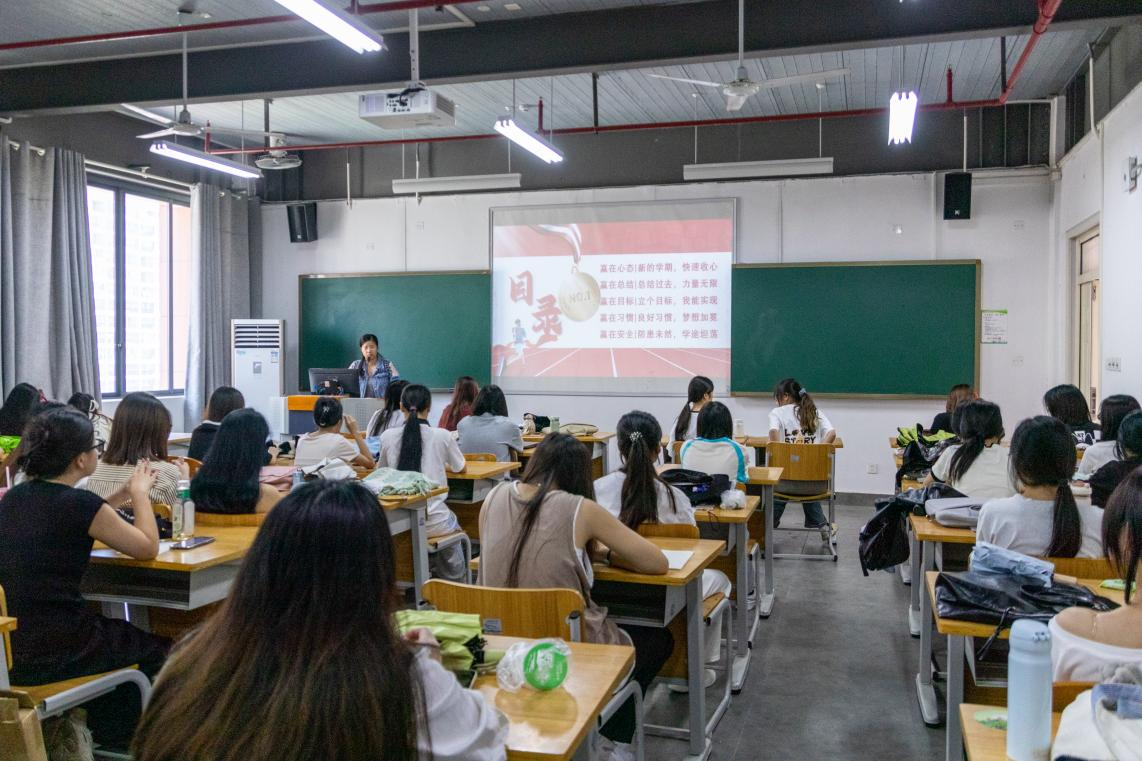 目录
NO.1
赢在心态|新的学期，快速收心
赢在总结|总结过去，力量无限
赢在目标|立个目标，我能实现
赢在习惯|良好习惯，梦想加冕
赢在安全|防患未然，学途坦荡
LOVE
STORY